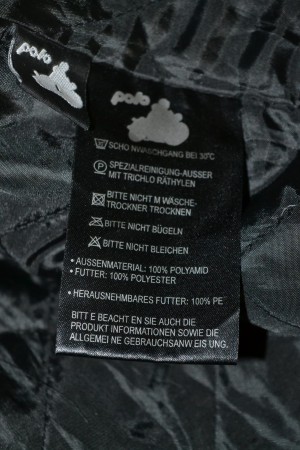 polo
polo
SCHO NWASCHGANG BEI 30°C
P SPEZIALREINIGUNG-AUSSER
MIT TRICHLO RÄTHYLEN
BITTE NICHT M WÄSCHE-
TROCKNER TROCKNEN
BITTE NICHT BÜGELN
BITTE NICHT BLEICHEN
• AUSSENMATERIAL: 100% POLYAMID
• FUTTER: 100% POLYESTER
• HERAUSNEHMBARES FUTTER: 100% PE
BITT E BEACHT EN SIE AUCH DIE
PRODUKT INFORMATIONEN SOWIE DIE
ALLGEMEI NE GEBRAUCHSANW EIS UNG.